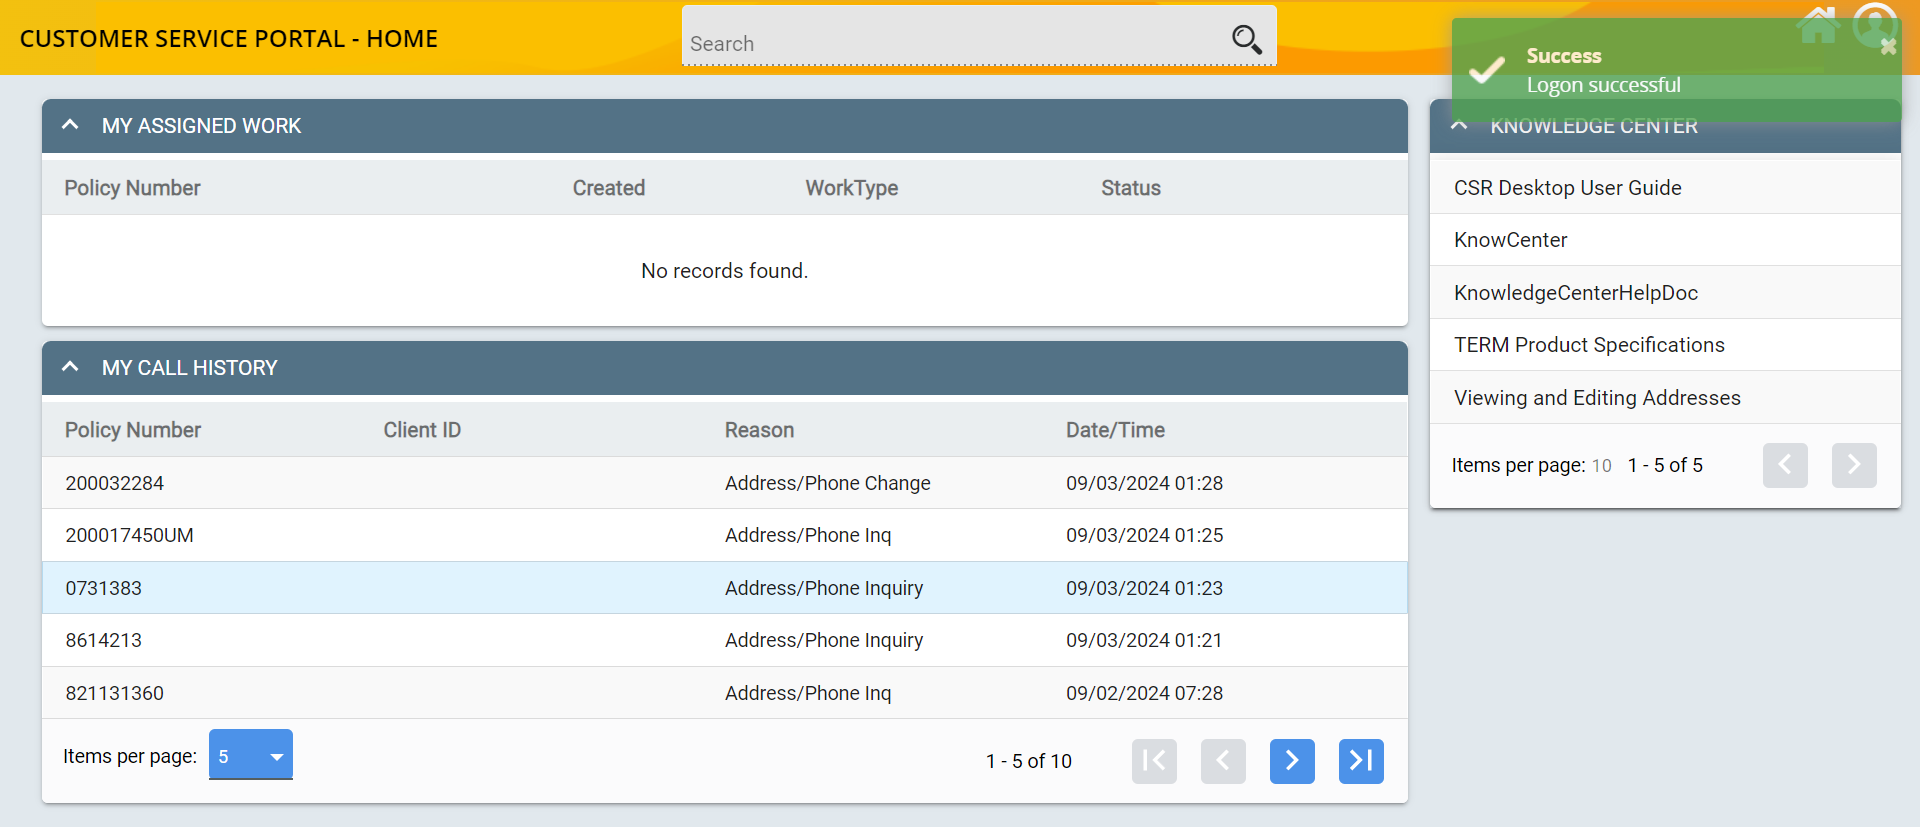 CUSTOMER SERVICE PORTAL - HOME
Search
Success
Logon successful
MY ASSIGNED WORK
Policy Number Created WorkType Status
No records found.
MY CALL HISTORY
Policy Number Client ID Reason Date/Time
200032284 Address/Phone Change 09/03/2024 01:28
200017450UM Address/Phone Inq 09/03/2024 01:25
0731383 Address/Phone Inquiry 09/03/2024 01:23
8614213 Address/Phone Inquiry 09/03/2024 01:21
821131360 Address/Phone Inq 09/02/2024 07:28
Items per page: 5 1 - 5 of 10
KNOWLEDGE CENTER
CSR Desktop User Guide
KnowCenter
KnowledgeCenterHelpDoc
TERM Product Specifications
Viewing and Editing Addresses
Items per page: 10 1 - 5 of 5